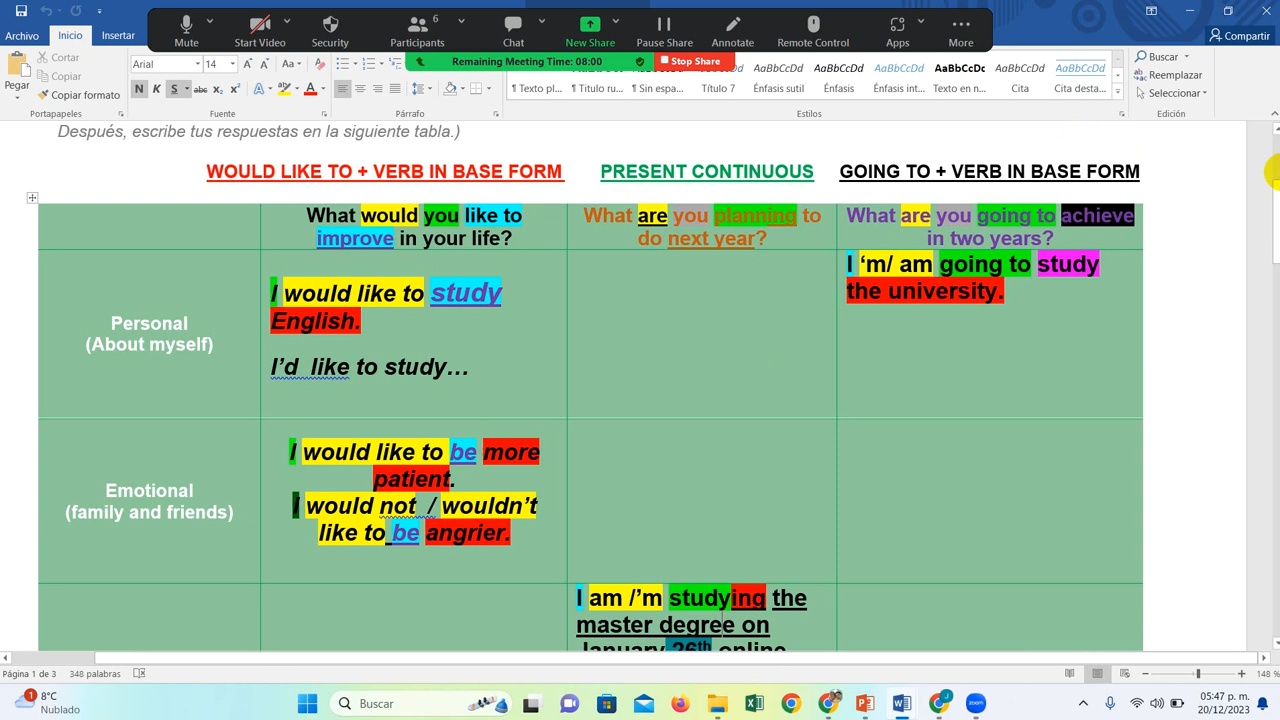 Archivo
Inicio
Insertar
Mute
Start Video
Security
6
Participants
Chat
New Share
Pause Share
Annotate
Remote Control
Apps
More
Compartir
Remaining Meeting Time: 08:00
Stop Share
Pegar
Cortar
Copiar
Copiar formato
Portapapeles
Arial
14
Fuente
Párrafo
AaBbCcDd AaBbCcDd AaBbCcDd AaBbCcDd AaBbCcDd AaBbCcDd
¶ Texto pl... ¶ Título ru... ¶ Sin espa... Título 7 Énfasis sutil Énfasis Énfasis int... Texto en n... Cita Cita desta...
Estilos
Buscar
Reemplazar
Seleccionar
Edición
Después, escribe tus respuestas en la siguiente tabla.)
WOULD LIKE TO + VERB IN BASE FORM
PRESENT CONTINUOUS
GOING TO + VERB IN BASE FORM
What would you like to
improve in your life?
What are you planning to
do next year?
What are you going to achieve
in two years?
Personal
(About myself)
I would like to study
English.
I’d like to study…
I ‘m/ am going to study
the university.
Emotional
(family and friends)
I would like to be more
patient.
I would not / wouldn’t
like to be angrier.
I am /’m studying the
master degree on
January 26th online
Página 1 de 3
348 palabras
148 %
1
8°C
Nublado
Buscar
05:47 p. m.
20/12/2023